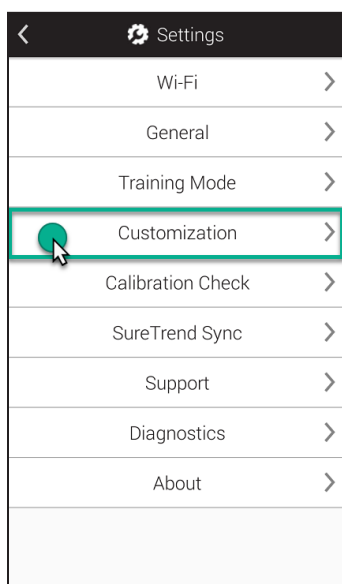 Settings
Wi-Fi
General
Training Mode
Customization
Calibration Check
SureTrend Sync
Support
Diagnostics
About